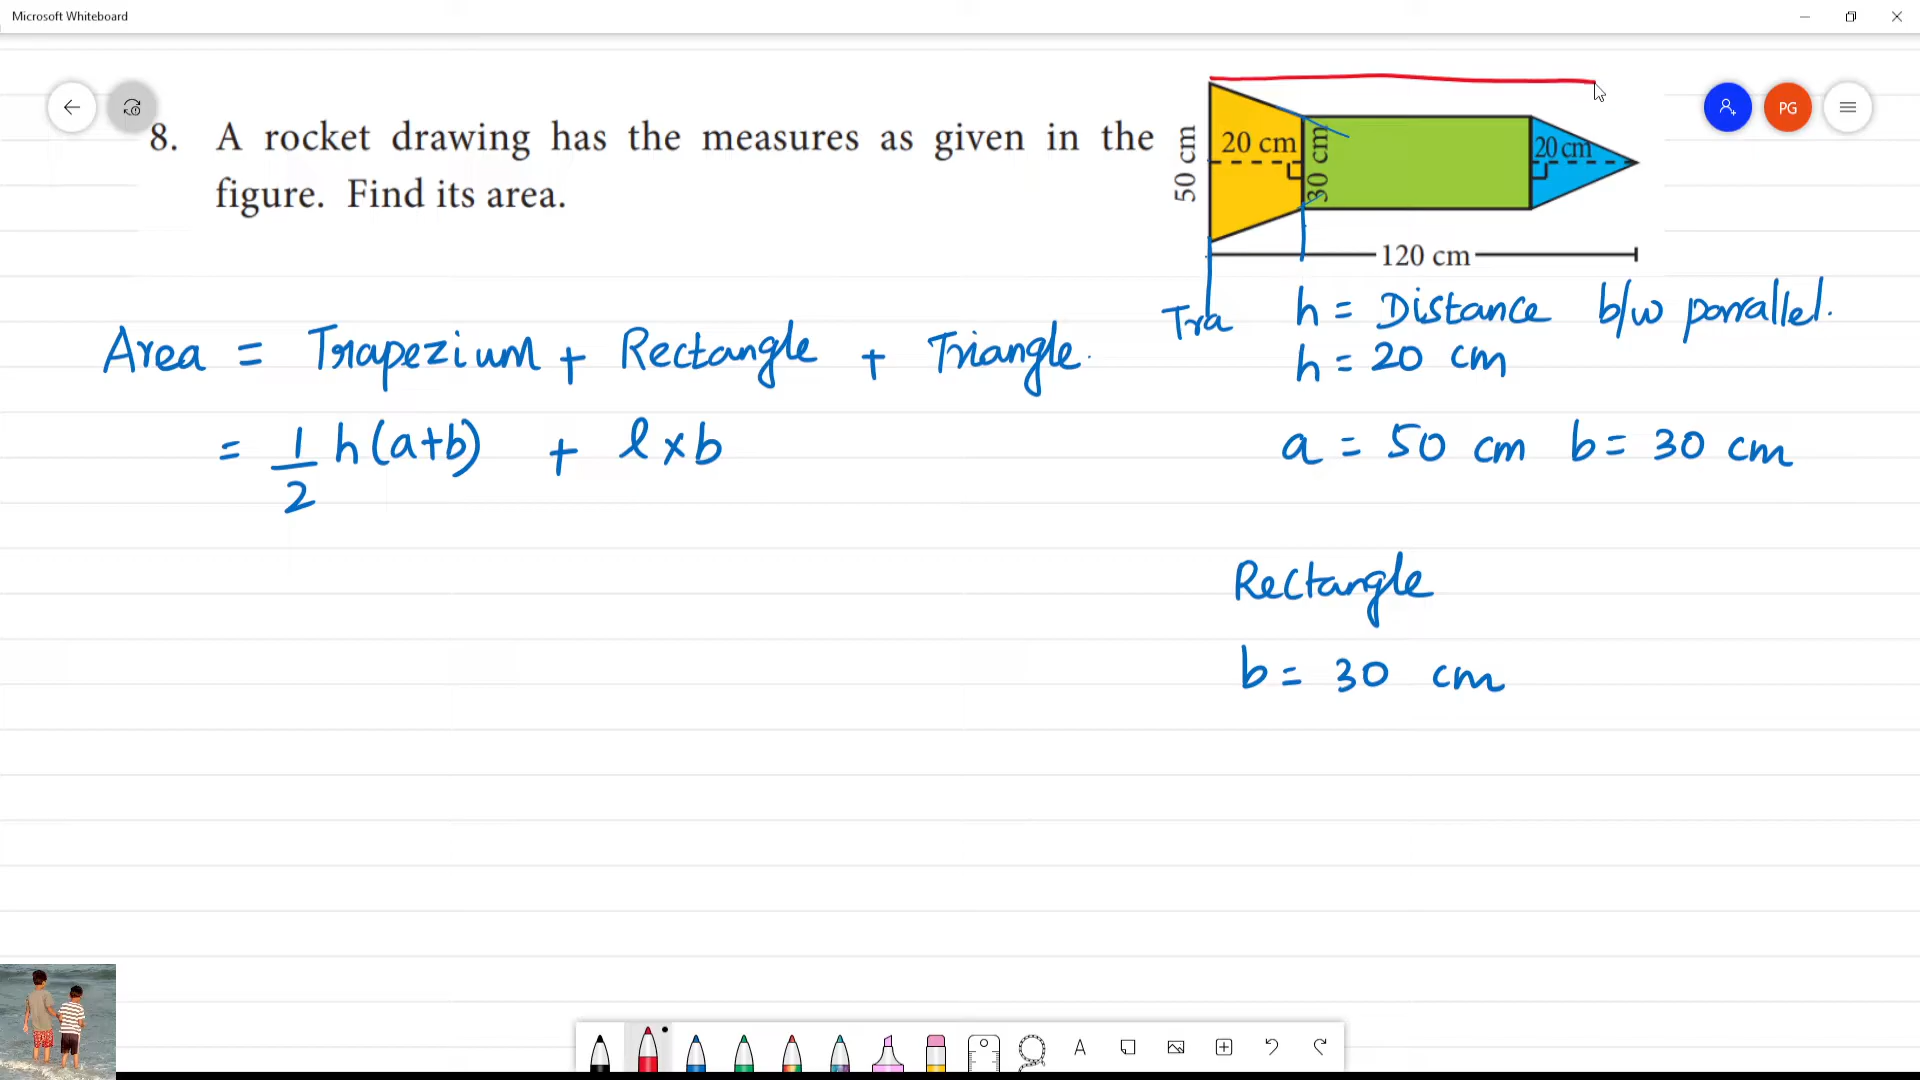 Microsoft Whiteboard
PG
8. A rocket drawing has the measures as given in the
figure. Find its area.
50 cm
20 cm
30 cm
20 cm
120 cm
Area = Trapezium + Rectangle + Triangle.
= 1/2 h(a+b) + l×b
Tra
h = Distance b/w parrallel.
h = 20 cm
a = 50 cm b = 30 cm
Rectangle
b = 30 cm
A